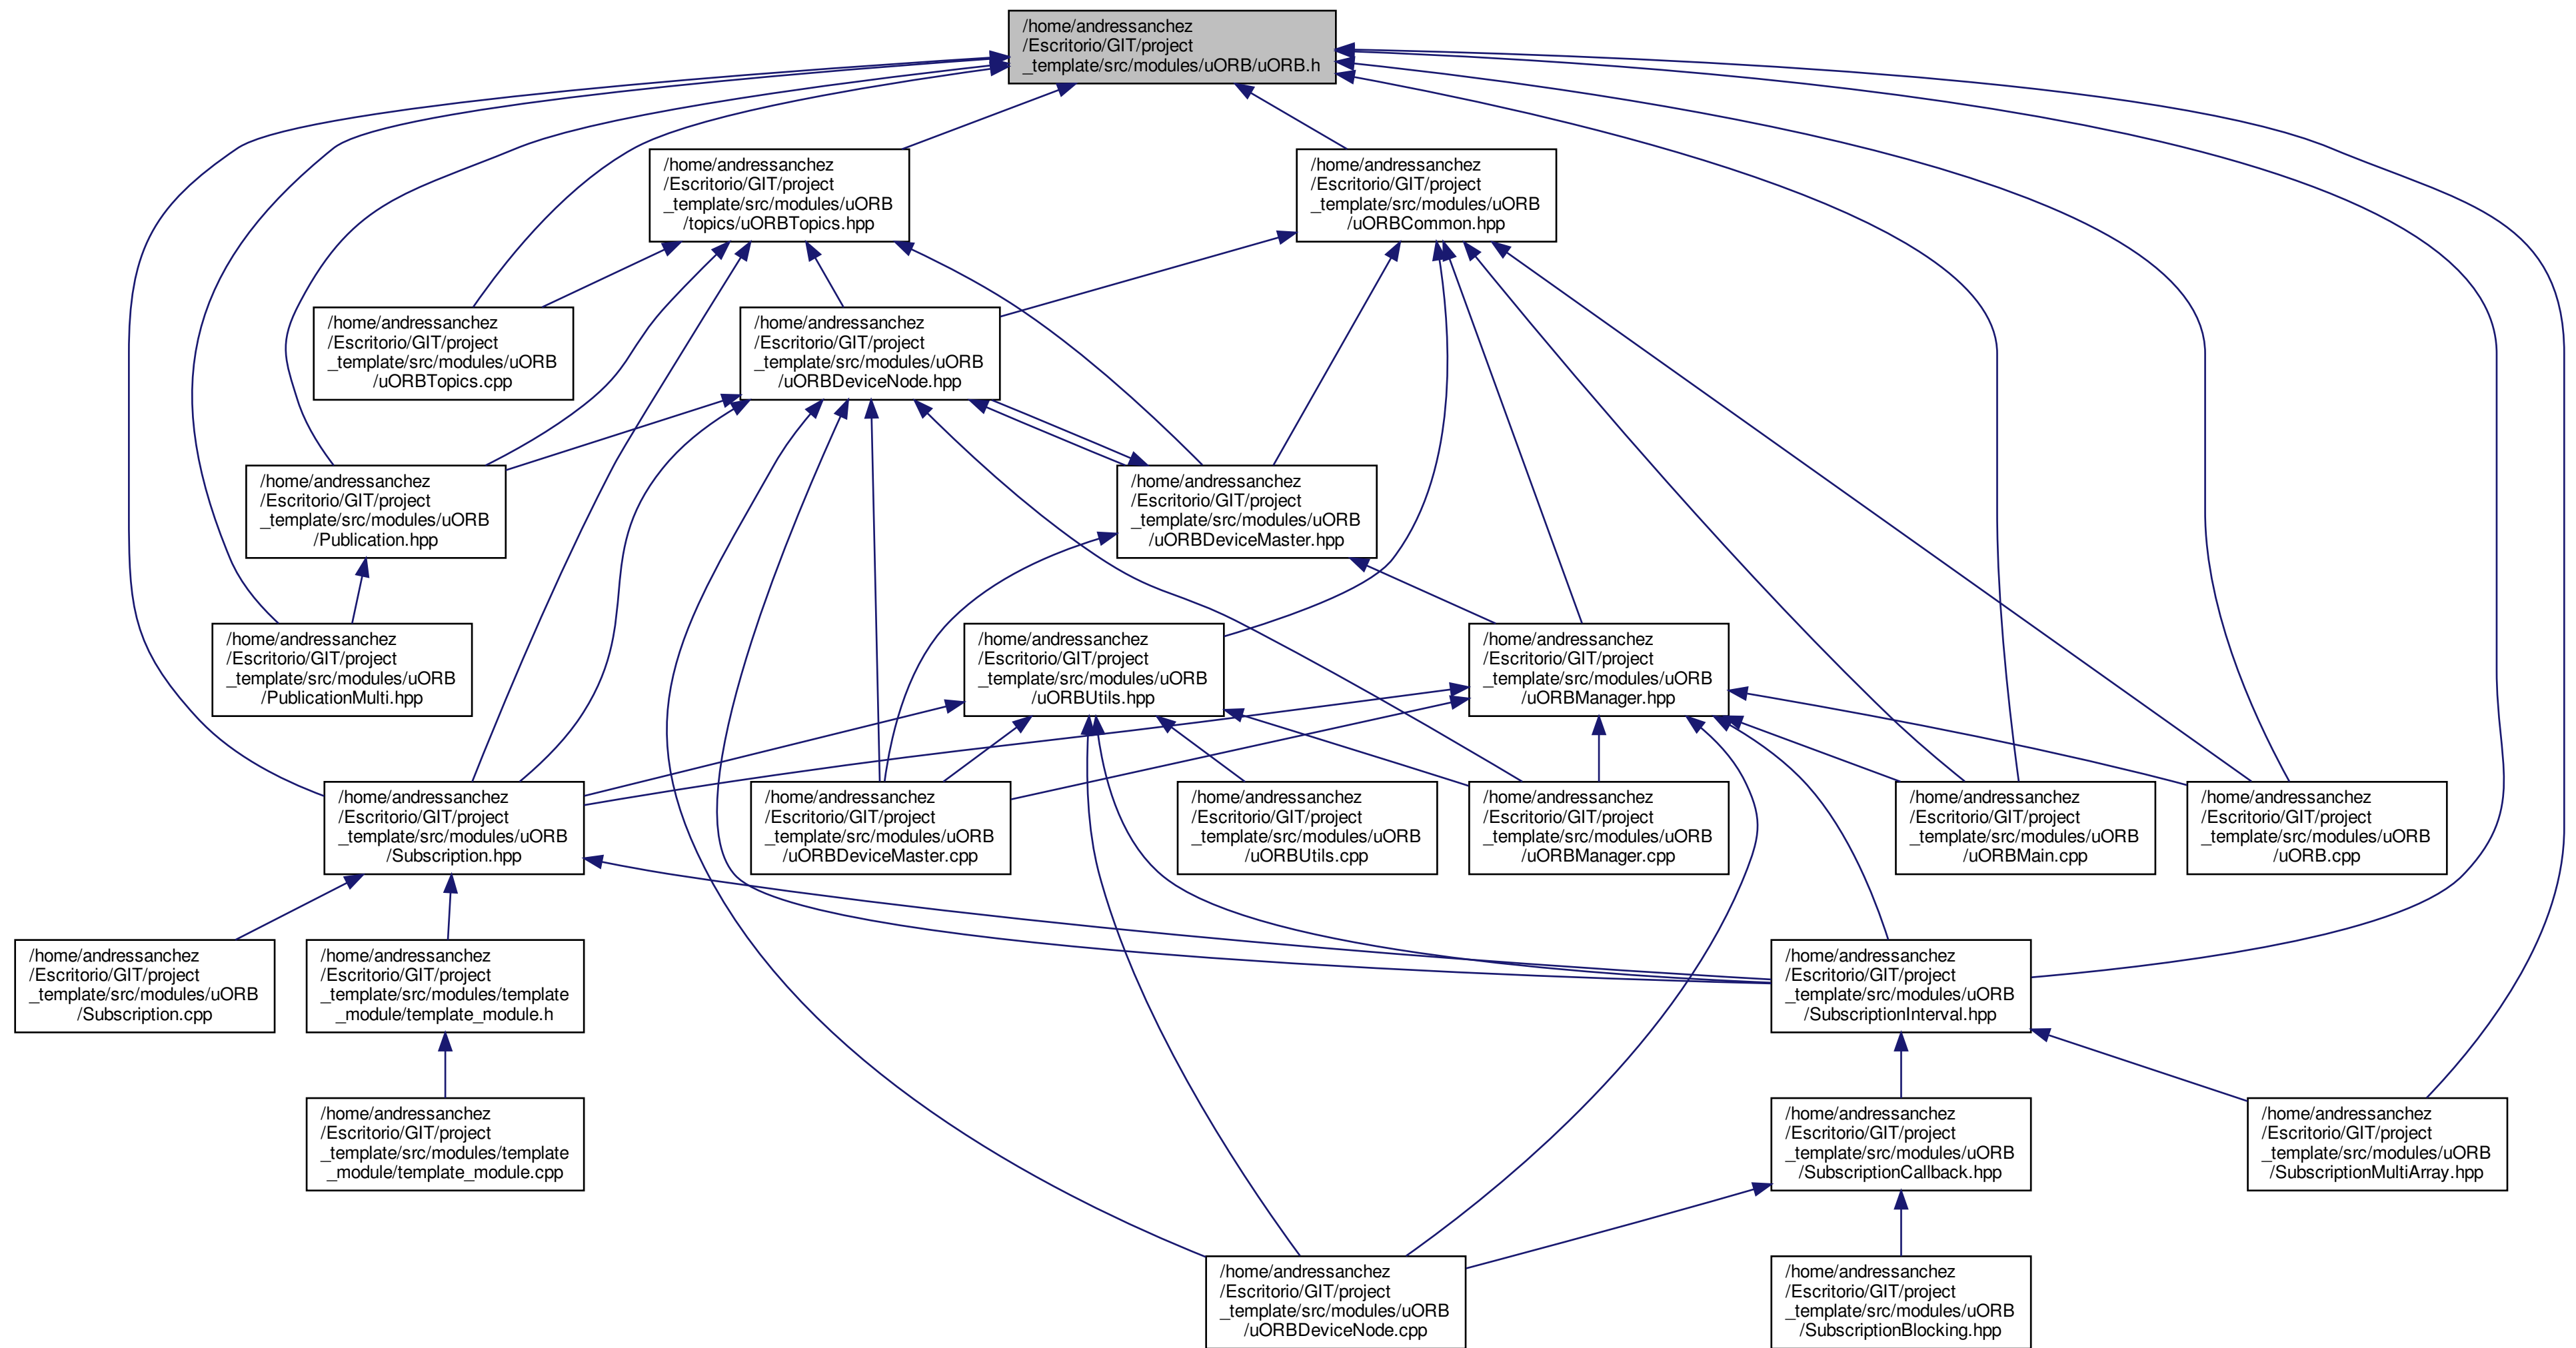 /home/andressanchez
/Escritorio/GIT/project
_template/src/modules/uORB/uORB.h
/home/andressanchez
/Escritorio/GIT/project
_template/src/modules/uORB
/topics/uORBTopics.hpp
/home/andressanchez
/Escritorio/GIT/project
_template/src/modules/uORB
/uORBCommon.hpp
/home/andressanchez
/Escritorio/GIT/project
_template/src/modules/uORB
/uORBTopics.cpp
/home/andressanchez
/Escritorio/GIT/project
_template/src/modules/uORB
/uORBDeviceNode.hpp
/home/andressanchez
/Escritorio/GIT/project
_template/src/modules/uORB
/Publication.hpp
/home/andressanchez
/Escritorio/GIT/project
_template/src/modules/uORB
/uORBDeviceMaster.hpp
/home/andressanchez
/Escritorio/GIT/project
_template/src/modules/uORB
/PublicationMulti.hpp
/home/andressanchez
/Escritorio/GIT/project
_template/src/modules/uORB
/uORBUtils.hpp
/home/andressanchez
/Escritorio/GIT/project
_template/src/modules/uORB
/uORBManager.hpp
/home/andressanchez
/Escritorio/GIT/project
_template/src/modules/uORB
/Subscription.hpp
/home/andressanchez
/Escritorio/GIT/project
_template/src/modules/uORB
/uORBDeviceMaster.cpp
/home/andressanchez
/Escritorio/GIT/project
_template/src/modules/uORB
/uORBUtils.cpp
/home/andressanchez
/Escritorio/GIT/project
_template/src/modules/uORB
/uORBManager.cpp
/home/andressanchez
/Escritorio/GIT/project
_template/src/modules/uORB
/uORBMain.cpp
/home/andressanchez
/Escritorio/GIT/project
_template/src/modules/uORB
/uORB.cpp
/home/andressanchez
/Escritorio/GIT/project
_template/src/modules/uORB
/Subscription.cpp
/home/andressanchez
/Escritorio/GIT/project
_template/src/modules/template
_module/template_module.h
/home/andressanchez
/Escritorio/GIT/project
_template/src/modules/uORB
/SubscriptionInterval.hpp
/home/andressanchez
/Escritorio/GIT/project
_template/src/modules/template
_module/template_module.cpp
/home/andressanchez
/Escritorio/GIT/project
_template/src/modules/uORB
/SubscriptionCallback.hpp
/home/andressanchez
/Escritorio/GIT/project
_template/src/modules/uORB
/SubscriptionMultiArray.hpp
/home/andressanchez
/Escritorio/GIT/project
_template/src/modules/uORB
/uORBDeviceNode.cpp
/home/andressanchez
/Escritorio/GIT/project
_template/src/modules/uORB
/SubscriptionBlocking.hpp